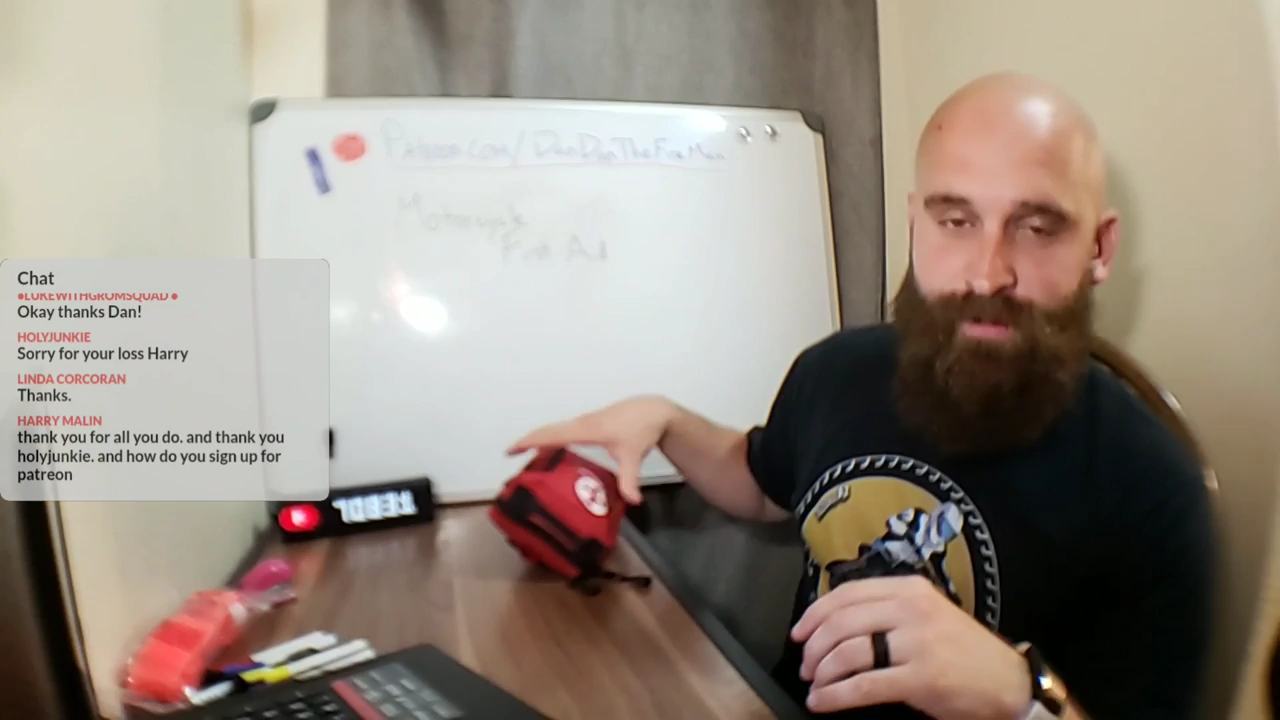 Patreon.com/DanDanTheFireMan
Motorcycle
First Aid
Chat
•LUKEWITHGROMSQUAD•
Okay thanks Dan!
HOLYJUNKIE
Sorry for your loss Harry
LINDA CORCORAN
Thanks.
HARRY MALIN
thank you for all you do. and thank you
holyjunkie. and how do you sign up for
patreon